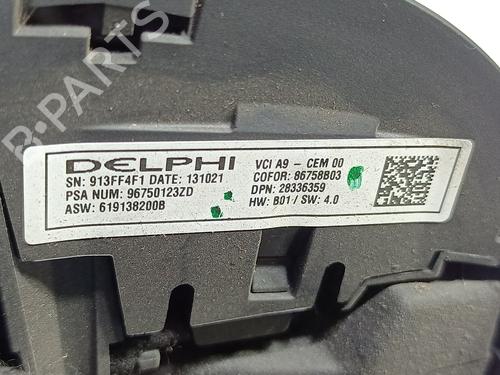 DELPHI
SN: 913FF4F1 DATE: 131021
PSA NUM: 96750123ZD
ASW: 619138200B
VCI A9 - CEM 00
COFOR: 86758B03
DPN: 28336359
HW: B01 / SW: 4.0
B-PARTS